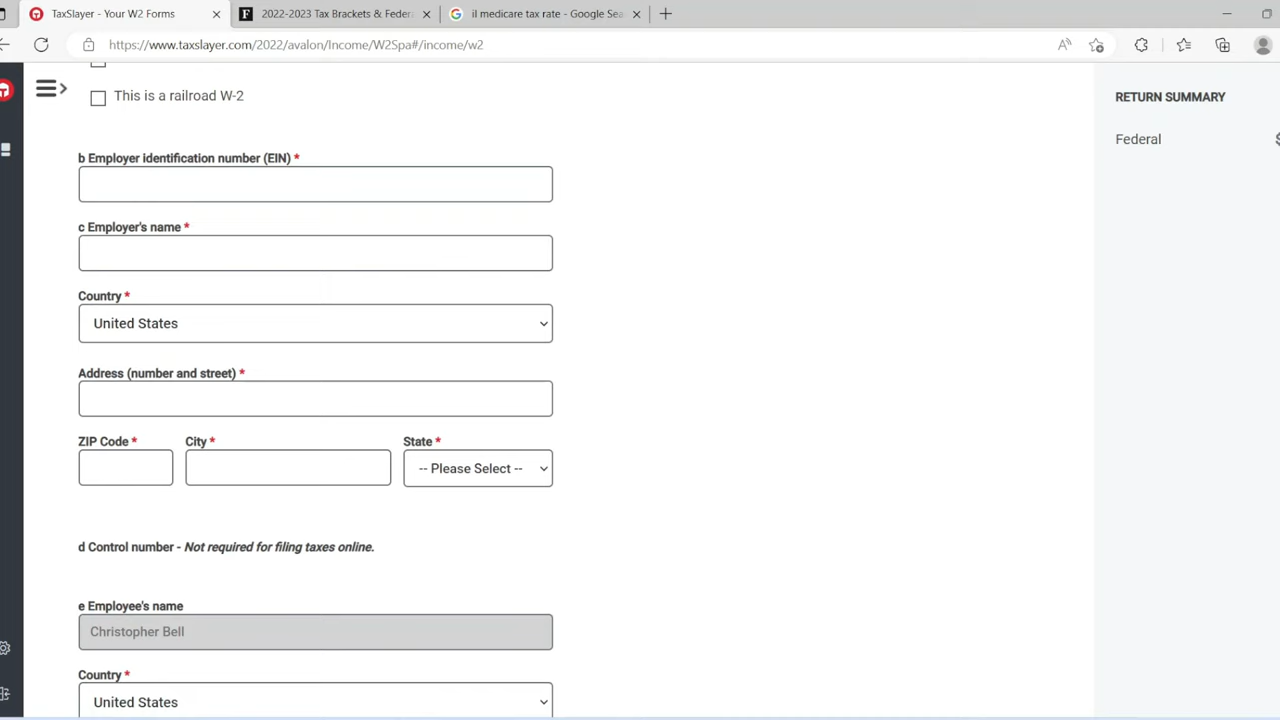 TaxSlayer - Your W2 Forms
2022-2023 Tax Brackets & Feder
il medicare tax rate - Google Sea
https://www.taxslayer.com/2022/avalon/Income/W2Spa#/income/w2
This is a railroad W-2
RETURN SUMMARY
Federal
b Employer identification number (EIN) *
c Employer's name *
Country *
United States
Address (number and street) *
ZIP Code * City * State *
-- Please Select --
d Control number - Not required for filing taxes online.
e Employee's name
Christopher Bell
Country *
United States